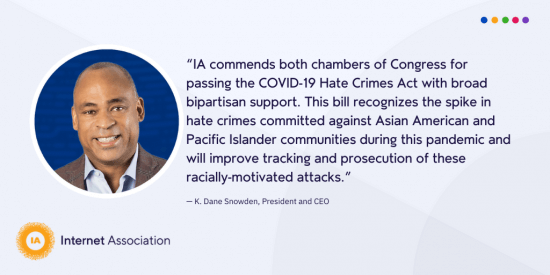 “IA commends both chambers of Congress for
passing the COVID-19 Hate Crimes Act with broad
bipartisan support. This bill recognizes the spike in
hate crimes committed against Asian American and
Pacific Islander communities during this pandemic and
will improve tracking and prosecution of these
racially-motivated attacks.”
— K. Dane Snowden, President and CEO
IA Internet Association